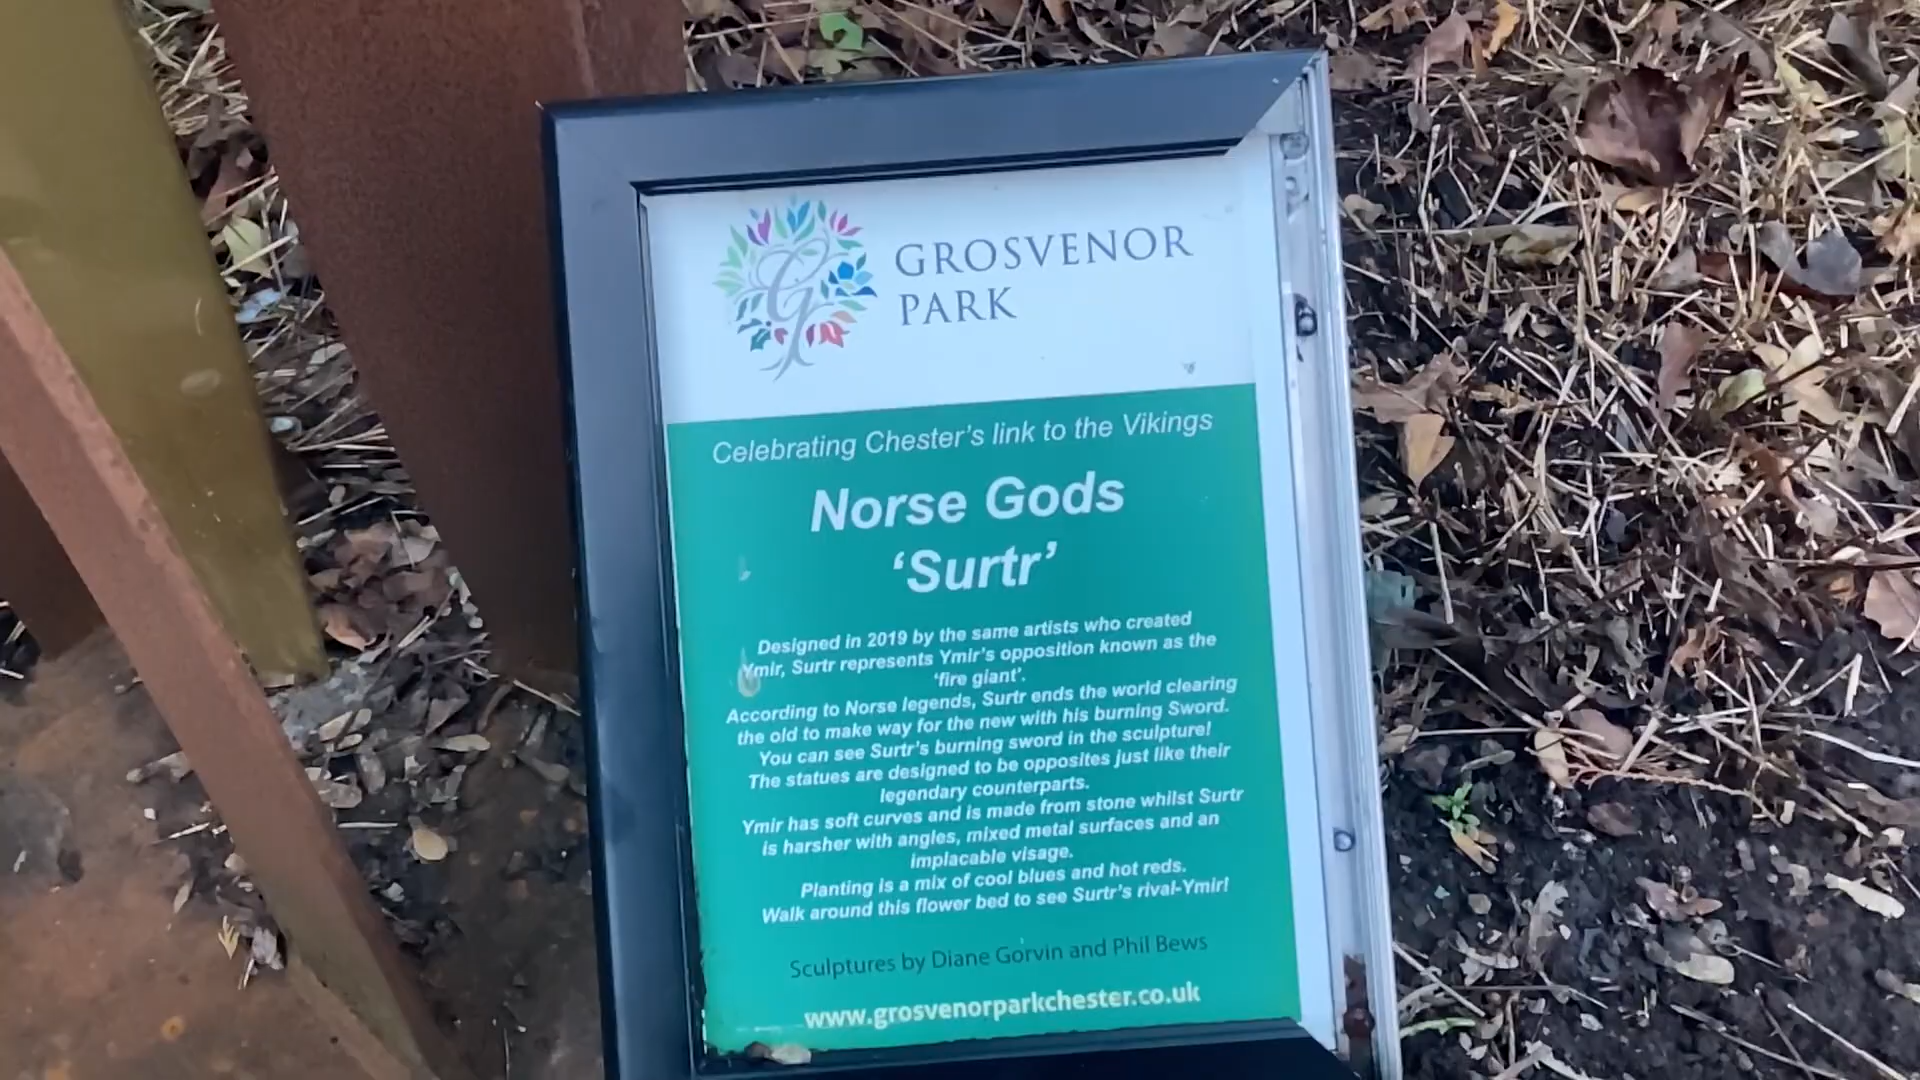 G
GROSVENOR
PARK
Celebrating Chester's link to the Vikings
Norse Gods
‘Surtr’
Designed in 2019 by the same artists who created
Ymir, Surtr represents Ymir's opposition known as the
‘fire giant’.
According to Norse legends, Surtr ends the world clearing
the old to make way for the new with his burning Sword.
You can see Surtr's burning sword in the sculpture!
The statues are designed to be opposites just like their
legendary counterparts.
Ymir has soft curves and is made from stone whilst Surtr
is harsher with angles, mixed metal surfaces and an
implacable visage.
Planting is a mix of cool blues and hot reds.
Walk around this flower bed to see Surtr's rival-Ymir!
Sculptures by Diane Gorvin and Phil Bews
www.grosvenorparkchester.co.uk